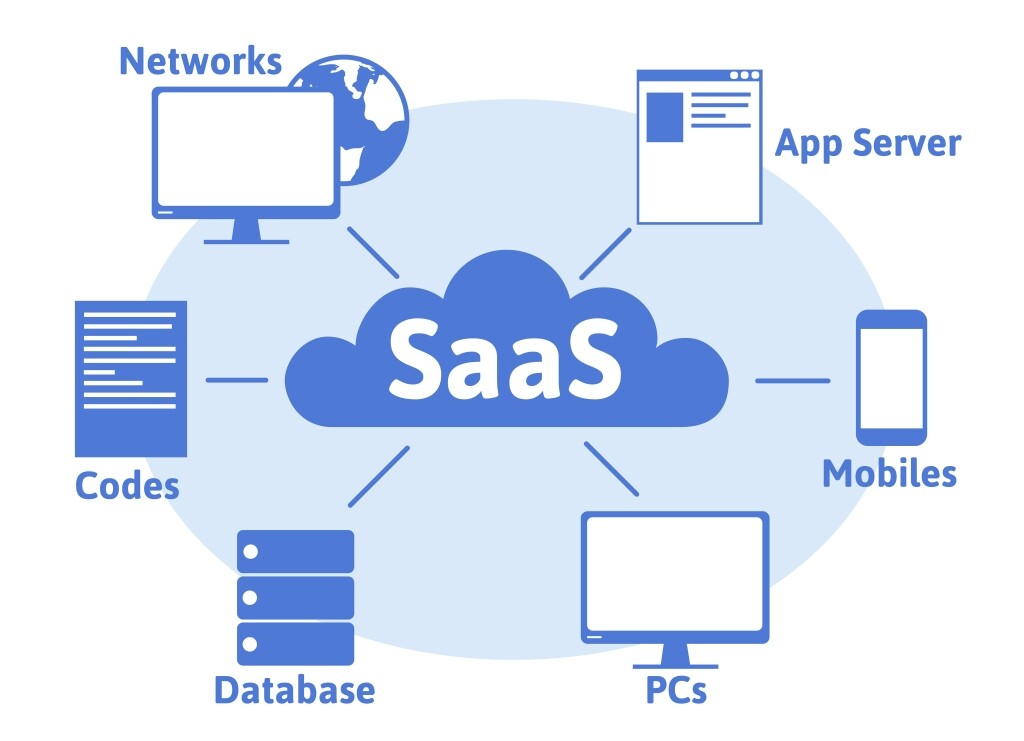 Networks
App Server
SaaS
Codes
Mobiles
Database
PCs